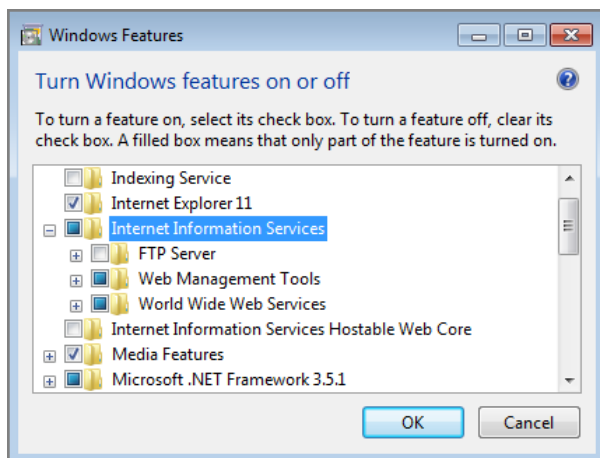 Windows Features
Turn Windows features on or off
To turn a feature on, select its check box. To turn a feature off, clear its
check box. A filled box means that only part of the feature is turned on.
Indexing Service
Internet Explorer 11
Internet Information Services
FTP Server
Web Management Tools
World Wide Web Services
Internet Information Services Hostable Web Core
Media Features
Microsoft .NET Framework 3.5.1
OK Cancel